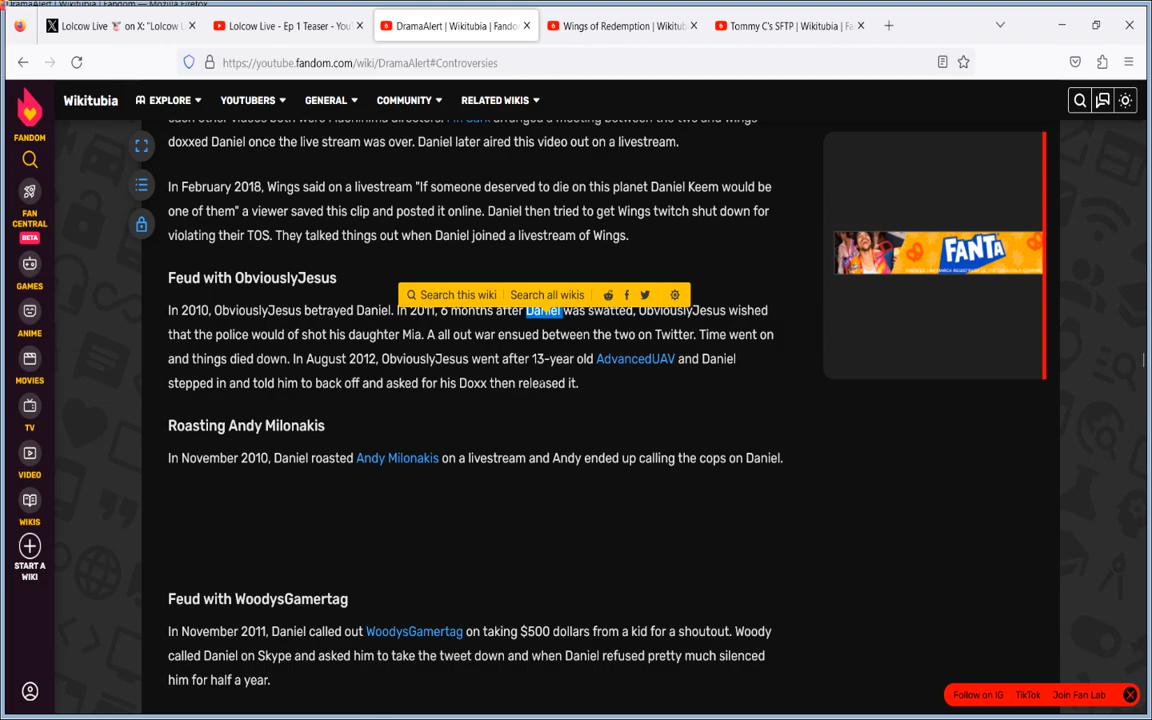 Lolcow Live on X: "Lolcow L
Lolcow Live - Ep 1 Teaser - You
DramaAlert | Wikitubia | Fandom
Wings of Redemption | Wikitub
Tommy C's SFTP | Wikitubia | Fa
https://youtube.fandom.com/wiki/DramaAlert#Controversies
Wikitubia EXPLORE YOUTUBERS GENERAL COMMUNITY RELATED WIKIS
FANDOM
FAN CENTRAL
BETA
GAMES
ANIME
MOVIES
TV
VIDEO
WIKIS
START A WIKI
doxxed Daniel once the live stream was over. Daniel later aired this video out on a livestream.
In February 2018, Wings said on a livestream "If someone deserved to die on this planet Daniel Keem would be
one of them" a viewer saved this clip and posted it online. Daniel then tried to get Wings twitch shut down for
violating their TOS. They talked things out when Daniel joined a livestream of Wings.
Feud with ObviouslyJesus
Search this wiki Search all wikis
In 2010, ObviouslyJesus betrayed Daniel. In 2011, 6 months after Daniel was swatted, ObviouslyJesus wished
that the police would of shot his daughter Mia. A all out war ensued between the two on Twitter. Time went on
and things died down. In August 2012, ObviouslyJesus went after 13-year old AdvancedUAV and Daniel
stepped in and told him to back off and asked for his Doxx then released it.
Roasting Andy Milonakis
In November 2010, Daniel roasted Andy Milonakis on a livestream and Andy ended up calling the cops on Daniel.
Feud with WoodysGamertag
In November 2011, Daniel called out WoodysGamertag on taking $500 dollars from a kid for a shoutout. Woody
called Daniel on Skype and asked him to take the tweet down and when Daniel refused pretty much silenced
him for half a year.
FANTA
Follow on IG TikTok Join Fan Lab